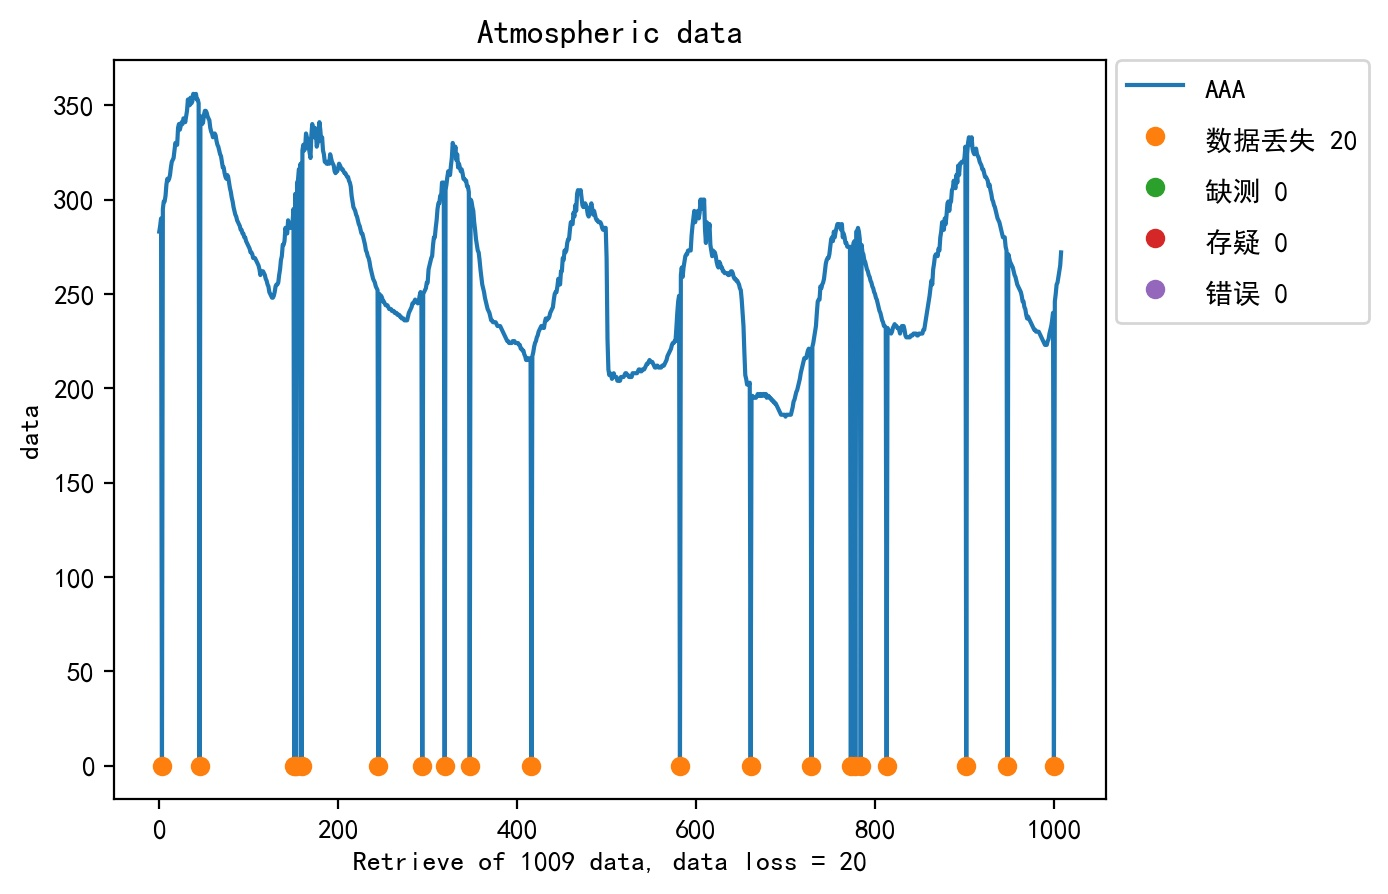 Atmospheric data
AAA
数据丢失 20
缺测 0
存疑 0
错误 0
data
350
300
250
200
150
100
50
0
0 200 400 600 800 1000
Retrieve of 1009 data, data loss = 20